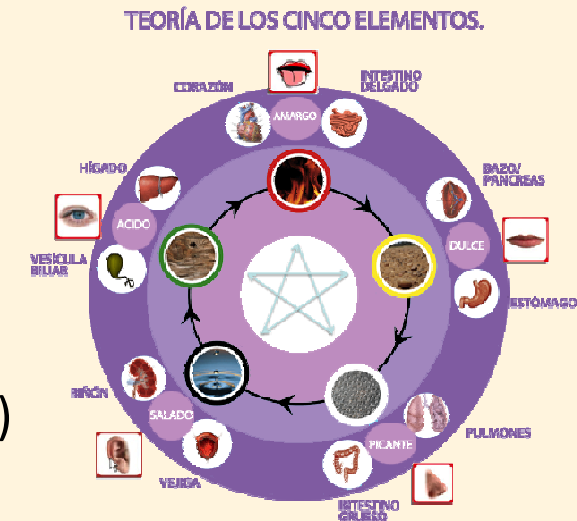 TEORÍA DE LOS CINCO ELEMENTOS.
CORAZÓN
AMARGO
INTESTINO
DELGADO
HÍGADO
ACIDO
VESÍCULA
BILIAR
BAZO/
PANCREAS
DULCE
ESTÓMAGO
RIÑÓN
SALADO
VEJIGA
PULMONES
PICANTE
INTESTINO
GRUESO
)